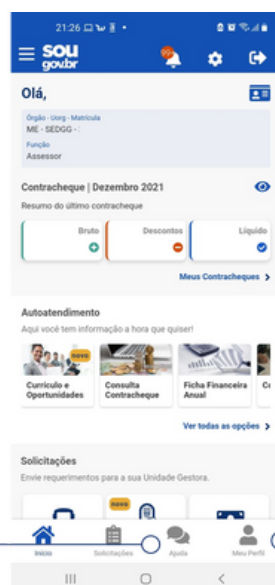 21:26
sou
gov.br
Olá,
Órgão - Uorg - Matrícula
ME - SEDGG -
Função
Assessor
Contracheque | Dezembro 2021
Resumo do último contracheque
Bruto
Descontos
Líquido
Meus Contracheques
Autoatendimento
Aqui você tem informação a hora que quiser!
novo
Currículo e
Oportunidades
Consulta
Contracheque
Ficha Financeira
Anual
Ver todas as opções
Solicitações
Envie requerimentos para a sua Unidade Gestora.
novo
Início
Solicitações
Ajuda
Meu Perfil